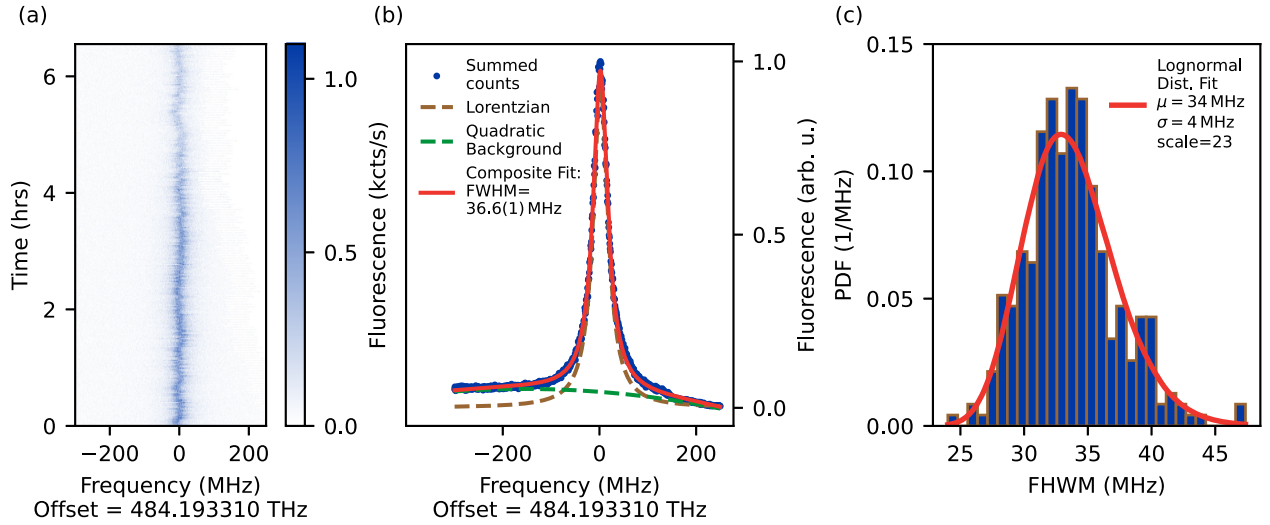 (a)
Time (hrs)
6
4
2
0
−200
0
200
Frequency (MHz)
Offset = 484.193310 THz
1.0
0.5
0.0
Fluorescence (kcts/s)
(b)
Summed
counts
Lorentzian
Quadratic
Background
Composite Fit:
FWHM=
36.6(1) MHz
−200
0
200
Frequency (MHz)
Offset = 484.193310 THz
1.0
0.5
0.0
Fluorescence (arb. u.)
(c)
PDF (1/MHz)
0.15
0.10
0.05
0.00
Lognormal
Dist. Fit
μ = 34 MHz
σ = 4 MHz
scale=23
25
30
35
40
45
FHWM (MHz)